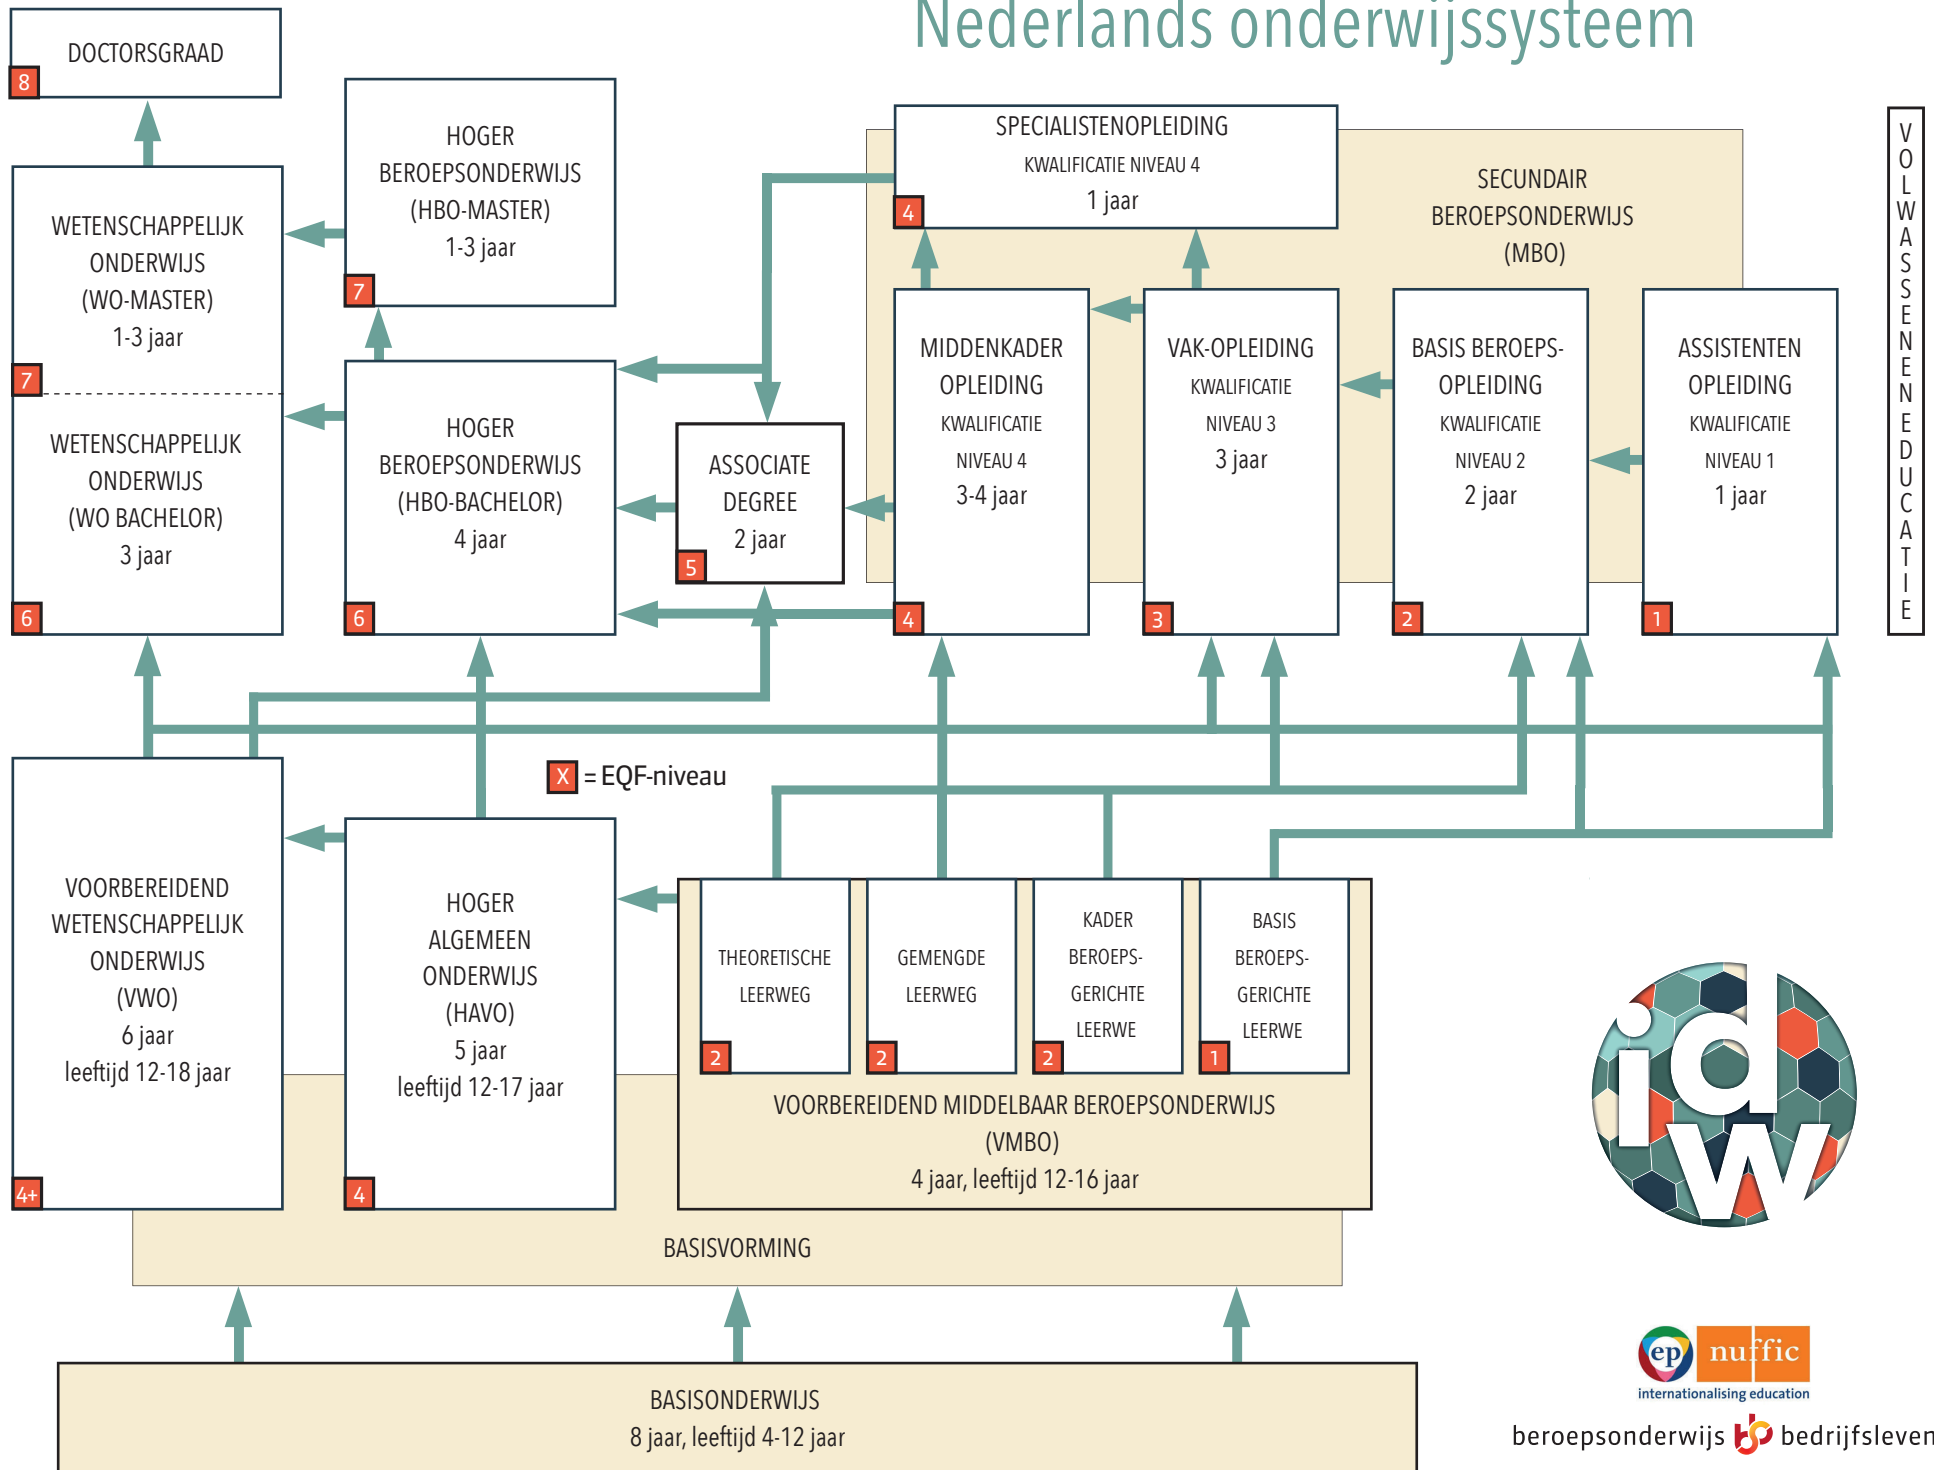 Nederlands onderwijssysteem
DOCTORSGRAAD
8
WETENSCHAPPELIJK
ONDERWIJS
(WO-MASTER)
1-3 jaar
7
WETENSCHAPPELIJK
ONDERWIJS
(WO BACHELOR)
3 jaar
6
HOGER
BEROEPSONDERWIJS
(HBO-MASTER)
1-3 jaar
7
HOGER
BEROEPSONDERWIJS
(HBO-BACHELOR)
4 jaar
6
ASSOCIATE
DEGREE
2 jaar
5
SPECIALISTENOPLEIDING
KWALIFICATIE NIVEAU 4
1 jaar
4
SECUNDAIR
BEROEPSONDERWIJS
(MBO)
MIDDENKADER
OPLEIDING
KWALIFICATIE
NIVEAU 4
3-4 jaar
4
VAK-OPLEIDING
KWALIFICATIE
NIVEAU 3
3 jaar
3
BASIS BEROEPS-
OPLEIDING
KWALIFICATIE
NIVEAU 2
2 jaar
2
ASSISTENTEN
OPLEIDING
KWALIFICATIE
NIVEAU 1
1 jaar
1
VOLWASSENENEDUCATIE
X = EQF-niveau
VOORBEREIDEND
WETENSCHAPPELIJK
ONDERWIJS
(VWO)
6 jaar
leeftijd 12-18 jaar
4+
HOGER
ALGEMEEN
ONDERWIJS
(HAVO)
5 jaar
leeftijd 12-17 jaar
4
THEORETISCHE
LEERWEG
2
GEMENGDE
LEERWEG
2
KADER
BEROEPS-
GERICHTE
LEERWE
2
BASIS
BEROEPS-
GERICHTE
LEERWE
1
VOORBEREIDEND MIDDELBAAR BEROEPSONDERWIJS
(VMBO)
4 jaar, leeftijd 12-16 jaar
BASISVORMING
BASISONDERWIJS
8 jaar, leeftijd 4-12 jaar
idw
ep nuffic
internationalising education
beroepsonderwijs bedrijfsleven